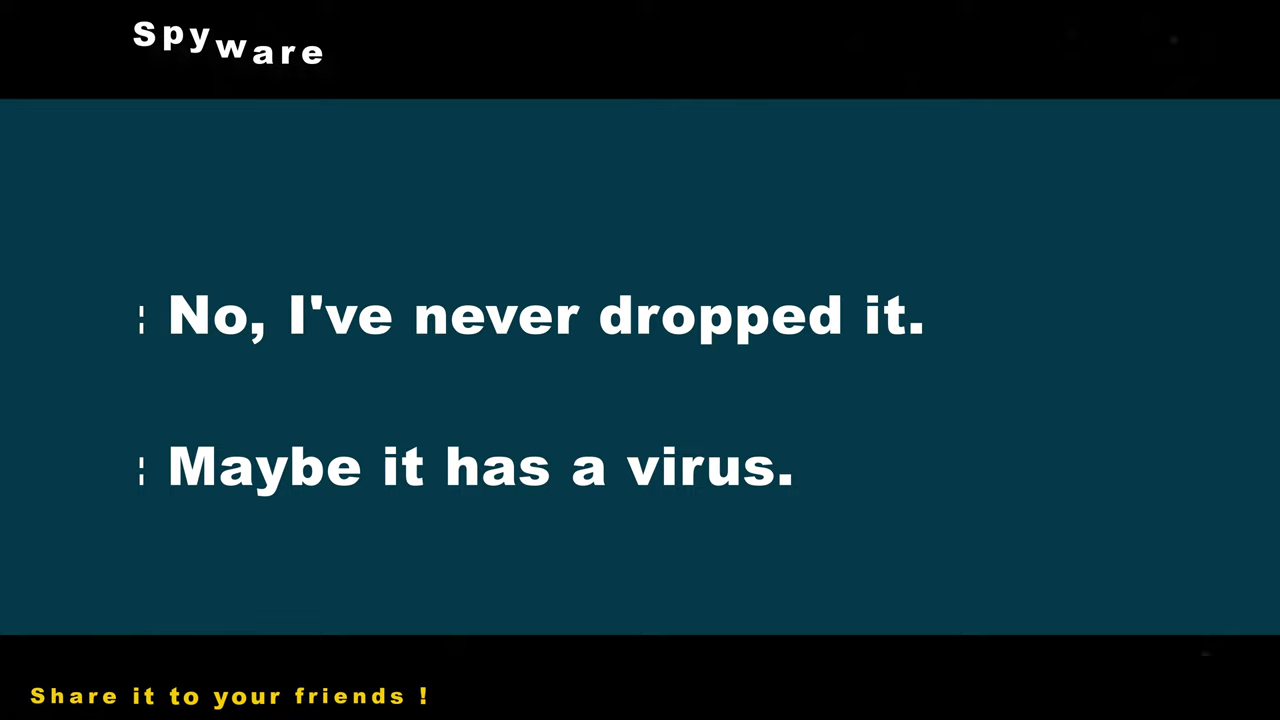 Spyware
¦ No, I've never dropped it.
¦ Maybe it has a virus.
Share it to your friends !